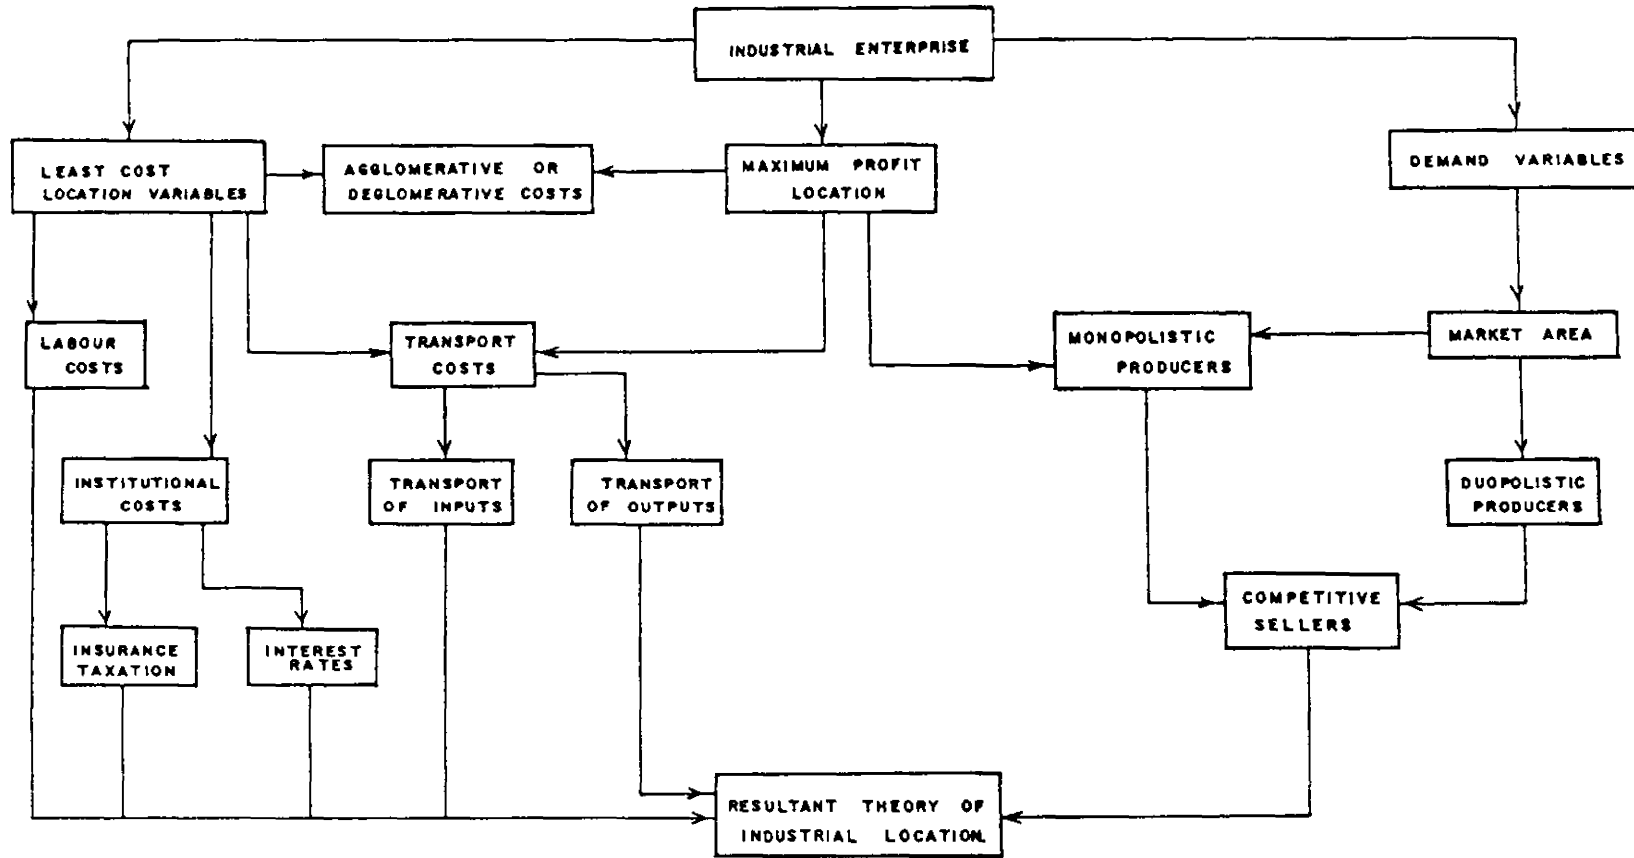 INDUSTRIAL ENTERPRISE
LEAST COST
LOCATION VARIABLES
AGGLOMERATIVE OR
DEGLOMERATIVE COSTS
MAXIMUM PROFIT
LOCATION
DEMAND VARIABLES
LABOUR
COSTS
TRANSPORT
COSTS
MONOPOLISTIC
PRODUCERS
MARKET AREA
INSTITUTIONAL
COSTS
TRANSPORT
OF INPUTS
TRANSPORT
OF OUTPUTS
DUOPOLISTIC
PRODUCERS
COMPETITIVE
SELLERS
INSURANCE
TAXATION
INTEREST
RATES
RESULTANT THEORY OF
INDUSTRIAL LOCATION.